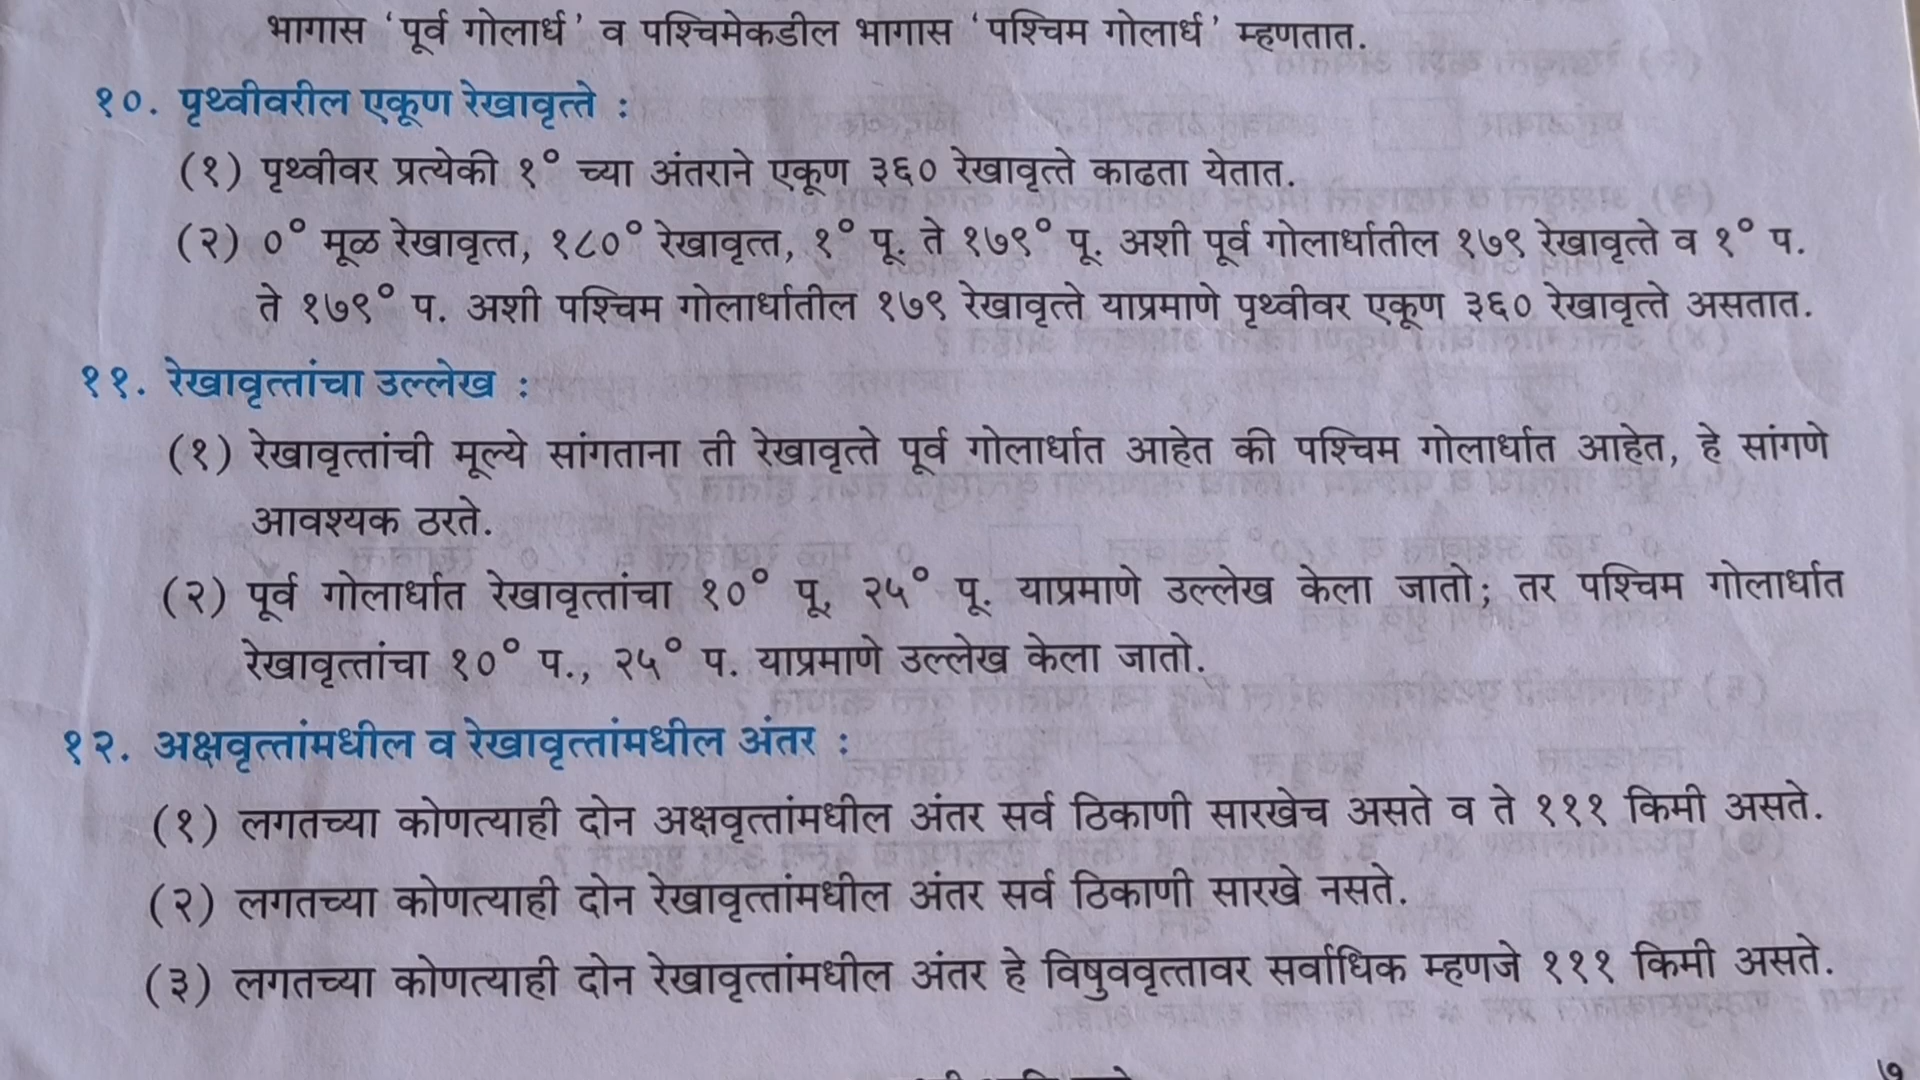 भागास ‘पूर्व गोलार्ध’ व पश्चिमेकडील भागास ‘पश्चिम गोलार्ध’ म्हणतात.
१०. पृथ्वीवरील एकूण रेखावृत्ते :
(१) पृथ्वीवर प्रत्येकी १° च्या अंतराने एकूण ३६० रेखावृत्ते काढता येतात.
(२) ०° मूळ रेखावृत्त, १८०° रेखावृत्त, १° पू. ते १७९° पू. अशी पूर्व गोलार्धातील १७९ रेखावृत्ते व १° प.
ते १७९° प. अशी पश्चिम गोलार्धातील १७९ रेखावृत्ते याप्रमाणे पृथ्वीवर एकूण ३६० रेखावृत्ते असतात.
११. रेखावृत्तांचा उल्लेख :
(१) रेखावृत्तांची मूल्ये सांगताना ती रेखावृत्ते पूर्व गोलार्धात आहेत की पश्चिम गोलार्धात आहेत, हे सांगणे
आवश्यक ठरते.
(२) पूर्व गोलार्धात रेखावृत्तांचा १०° पू., २५° पू. याप्रमाणे उल्लेख केला जातो; तर पश्चिम गोलार्धात
रेखावृत्तांचा १०° प., २५° प. याप्रमाणे उल्लेख केला जातो.
१२. अक्षवृत्तांमधील व रेखावृत्तांमधील अंतर :
(१) लगतच्या कोणत्याही दोन अक्षवृत्तांमधील अंतर सर्व ठिकाणी सारखेच असते व ते १११ किमी असते.
(२) लगतच्या कोणत्याही दोन रेखावृत्तांमधील अंतर सर्व ठिकाणी सारखे नसते.
(३) लगतच्या कोणत्याही दोन रेखावृत्तांमधील अंतर हे विषुववृत्तावर सर्वाधिक म्हणजे १११ किमी असते.
७